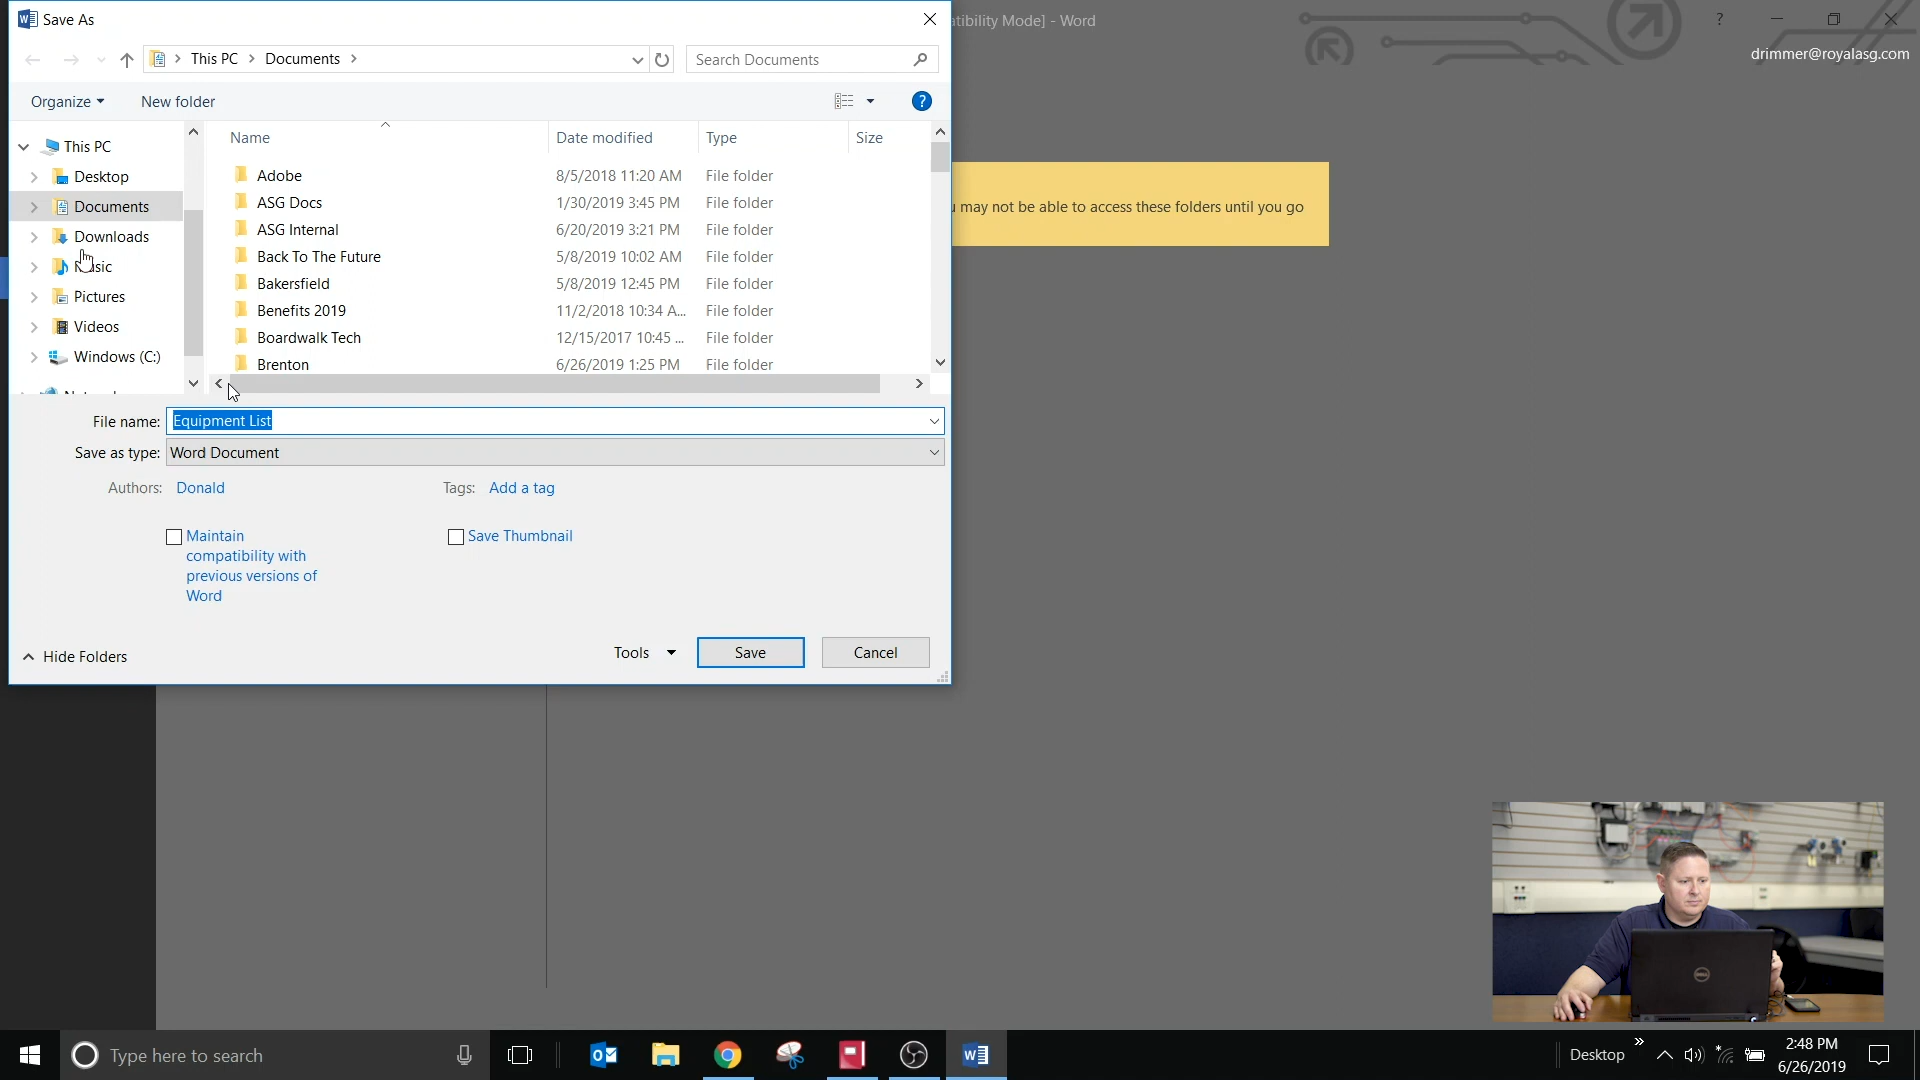 Save As
atibility Mode] - Word
?
drimmer@royalasg.com
This PC > Documents >
Search Documents
Organize
New folder
?
Name
Date modified
Type
Size
This PC
Desktop
Documents
Downloads
Music
Pictures
Videos
Windows (C:)
Adobe 8/5/2018 11:20 AM File folder
ASG Docs 1/30/2019 3:45 PM File folder
ASG Internal 6/20/2019 3:21 PM File folder
Back To The Future 5/8/2019 10:02 AM File folder
Bakersfield 5/8/2019 12:45 PM File folder
Benefits 2019 11/2/2018 10:34 A... File folder
Boardwalk Tech 12/15/2017 10:45 ... File folder
Brenton 6/26/2019 1:25 PM File folder
may not be able to access these folders until you go
File name: Equipment List
Save as type: Word Document
Authors: Donald
Tags: Add a tag
Maintain
compatibility with
previous versions of
Word
Save Thumbnail
Hide Folders
Tools
Save
Cancel
DELL
Type here to search
Desktop
»
2:48 PM
6/26/2019